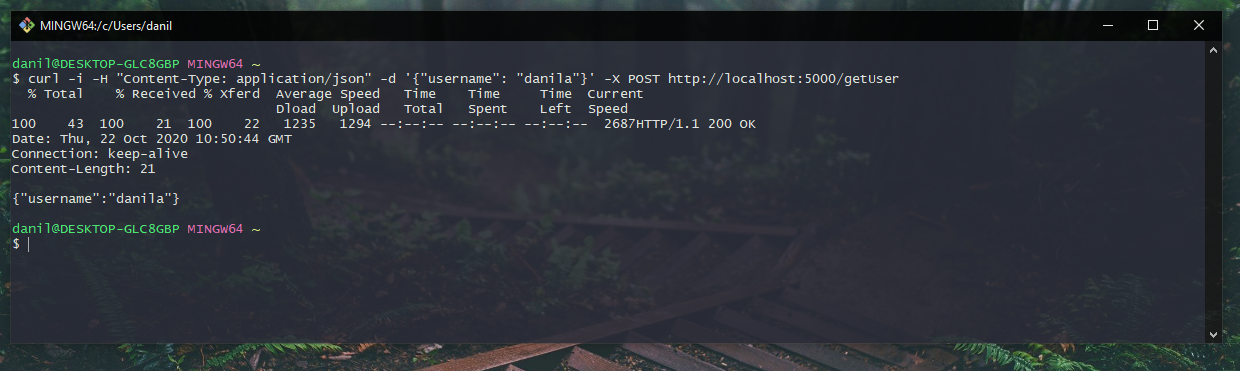 MINGW64:/c/Users/danil
danil@DESKTOP-GLC8GBP MINGW64 ~
$ curl -i -H "Content-Type: application/json" -d '{"username": "danila"}' -X POST http://localhost:5000/getUser
  % Total    % Received % Xferd  Average Speed   Time    Time     Time  Current
                                 Dload  Upload   Total   Spent    Left  Speed
100    43  100    21  100    22   1235   1294 --:--:-- --:--:-- --:--:--  2687HTTP/1.1 200 OK
Date: Thu, 22 Oct 2020 10:50:44 GMT
Connection: keep-alive
Content-Length: 21

{"username":"danila"}

danil@DESKTOP-GLC8GBP MINGW64 ~
$